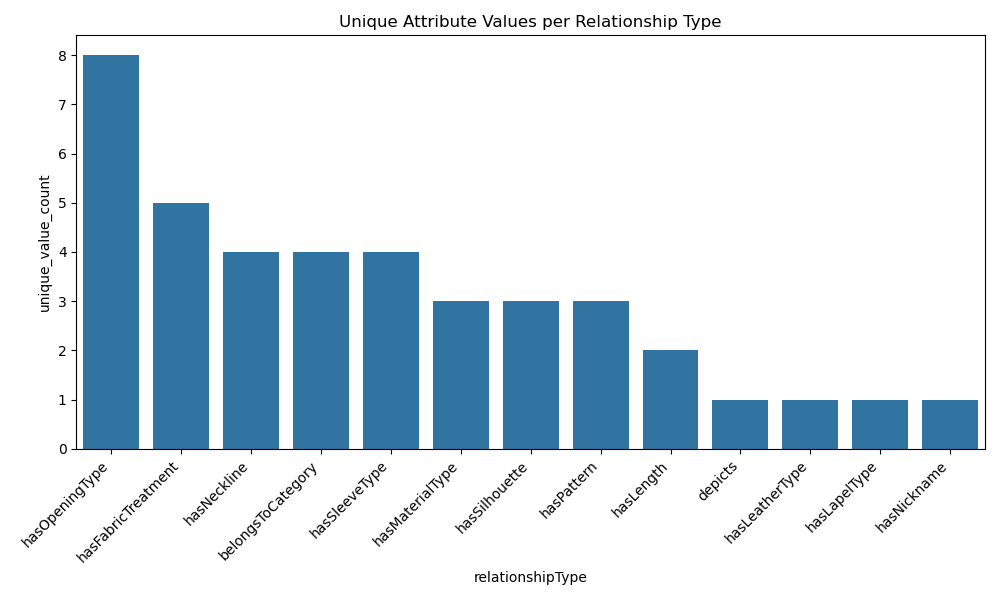 Unique Attribute Values per Relationship Type
unique_value_count
8
7
6
5
4
3
2
1
0
hasOpeningType
hasFabricTreatment
hasNeckline
belongsToCategory
hasSleeveType
hasMaterialType
hasSilhouette
hasPattern
hasLength
depicts
hasLeatherType
hasLapelType
hasNickname
relationshipType